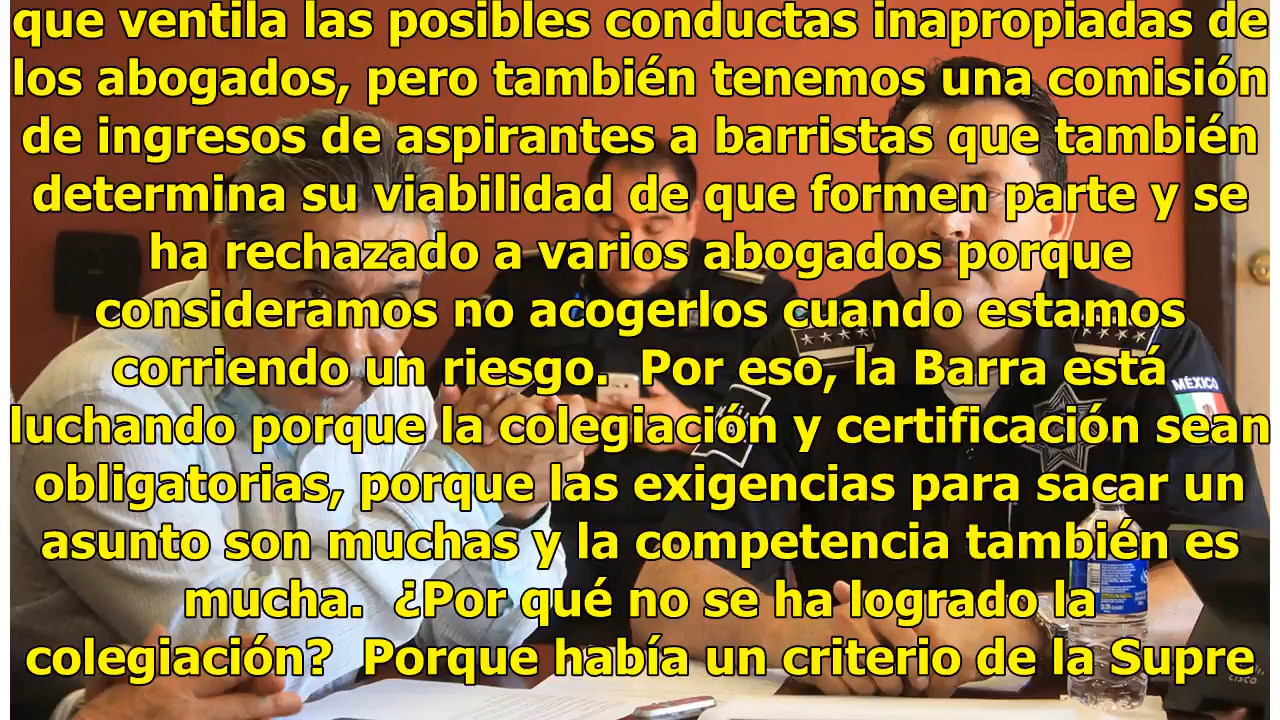 que ventila las posibles conductas inapropiadas de
los abogados, pero también tenemos una comisión
de ingresos de aspirantes a barristas que también
determina su viabilidad de que formen parte y se
ha rechazado a varios abogados porque
consideramos no acogerlos cuando estamos
corriendo un riesgo.  Por eso, la Barra está
luchando porque la colegiación y certificación sean
obligatorias, porque las exigencias para sacar un
asunto son muchas y la competencia también es
mucha.  ¿Por qué no se ha logrado la
colegiación?  Porque había un criterio de la Supre
MÉXICO
CISCO